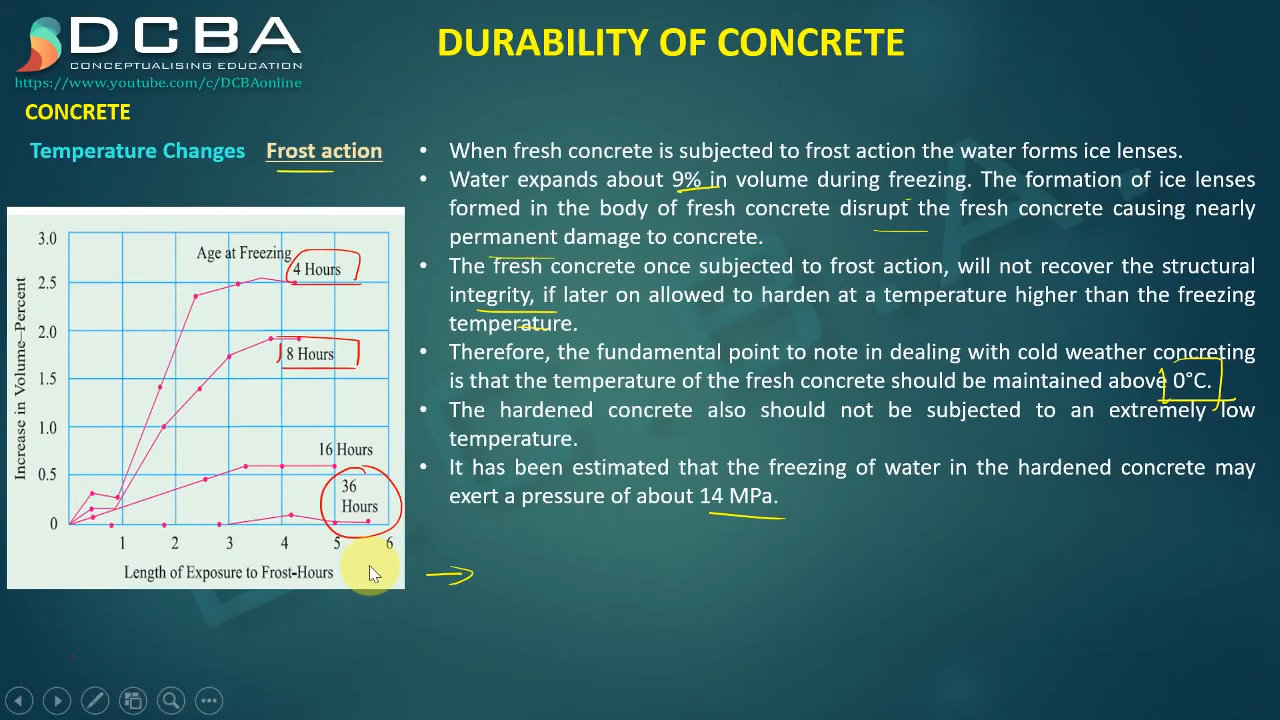 DCBA
CONCEPTUALISING EDUCATION
https://www.youtube.com/c/DCBAonline
DURABILITY OF CONCRETE
CONCRETE
Temperature Changes Frost action
3.0
2.5
2.0
1.5
1.0
0.5
0
Increase in Volume–Percent
Age at Freezing
4 Hours
8 Hours
16 Hours
36
Hours
1 2 3 4 5 6
Length of Exposure to Frost-Hours
• When fresh concrete is subjected to frost action the water forms ice lenses.
• Water expands about 9% in volume during freezing. The formation of ice lenses
formed in the body of fresh concrete disrupt the fresh concrete causing nearly
permanent damage to concrete.
• The fresh concrete once subjected to frost action, will not recover the structural
integrity, if later on allowed to harden at a temperature higher than the freezing
temperature.
• Therefore, the fundamental point to note in dealing with cold weather concreting
is that the temperature of the fresh concrete should be maintained above 0°C.
• The hardened concrete also should not be subjected to an extremely low
temperature.
• It has been estimated that the freezing of water in the hardened concrete may
exert a pressure of about 14 MPa.